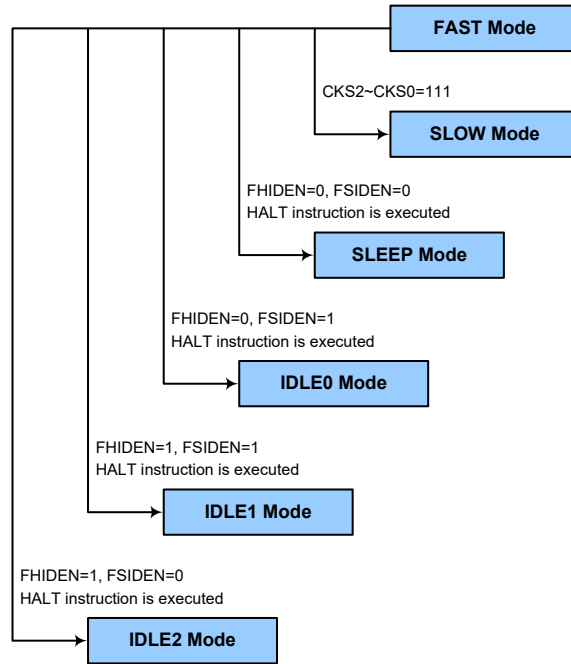 FAST Mode
CKS2~CKS0=111
SLOW Mode
FHIDEN=0, FSIDEN=0
HALT instruction is executed
SLEEP Mode
FHIDEN=0, FSIDEN=1
HALT instruction is executed
IDLE0 Mode
FHIDEN=1, FSIDEN=1
HALT instruction is executed
IDLE1 Mode
FHIDEN=1, FSIDEN=0
HALT instruction is executed
IDLE2 Mode